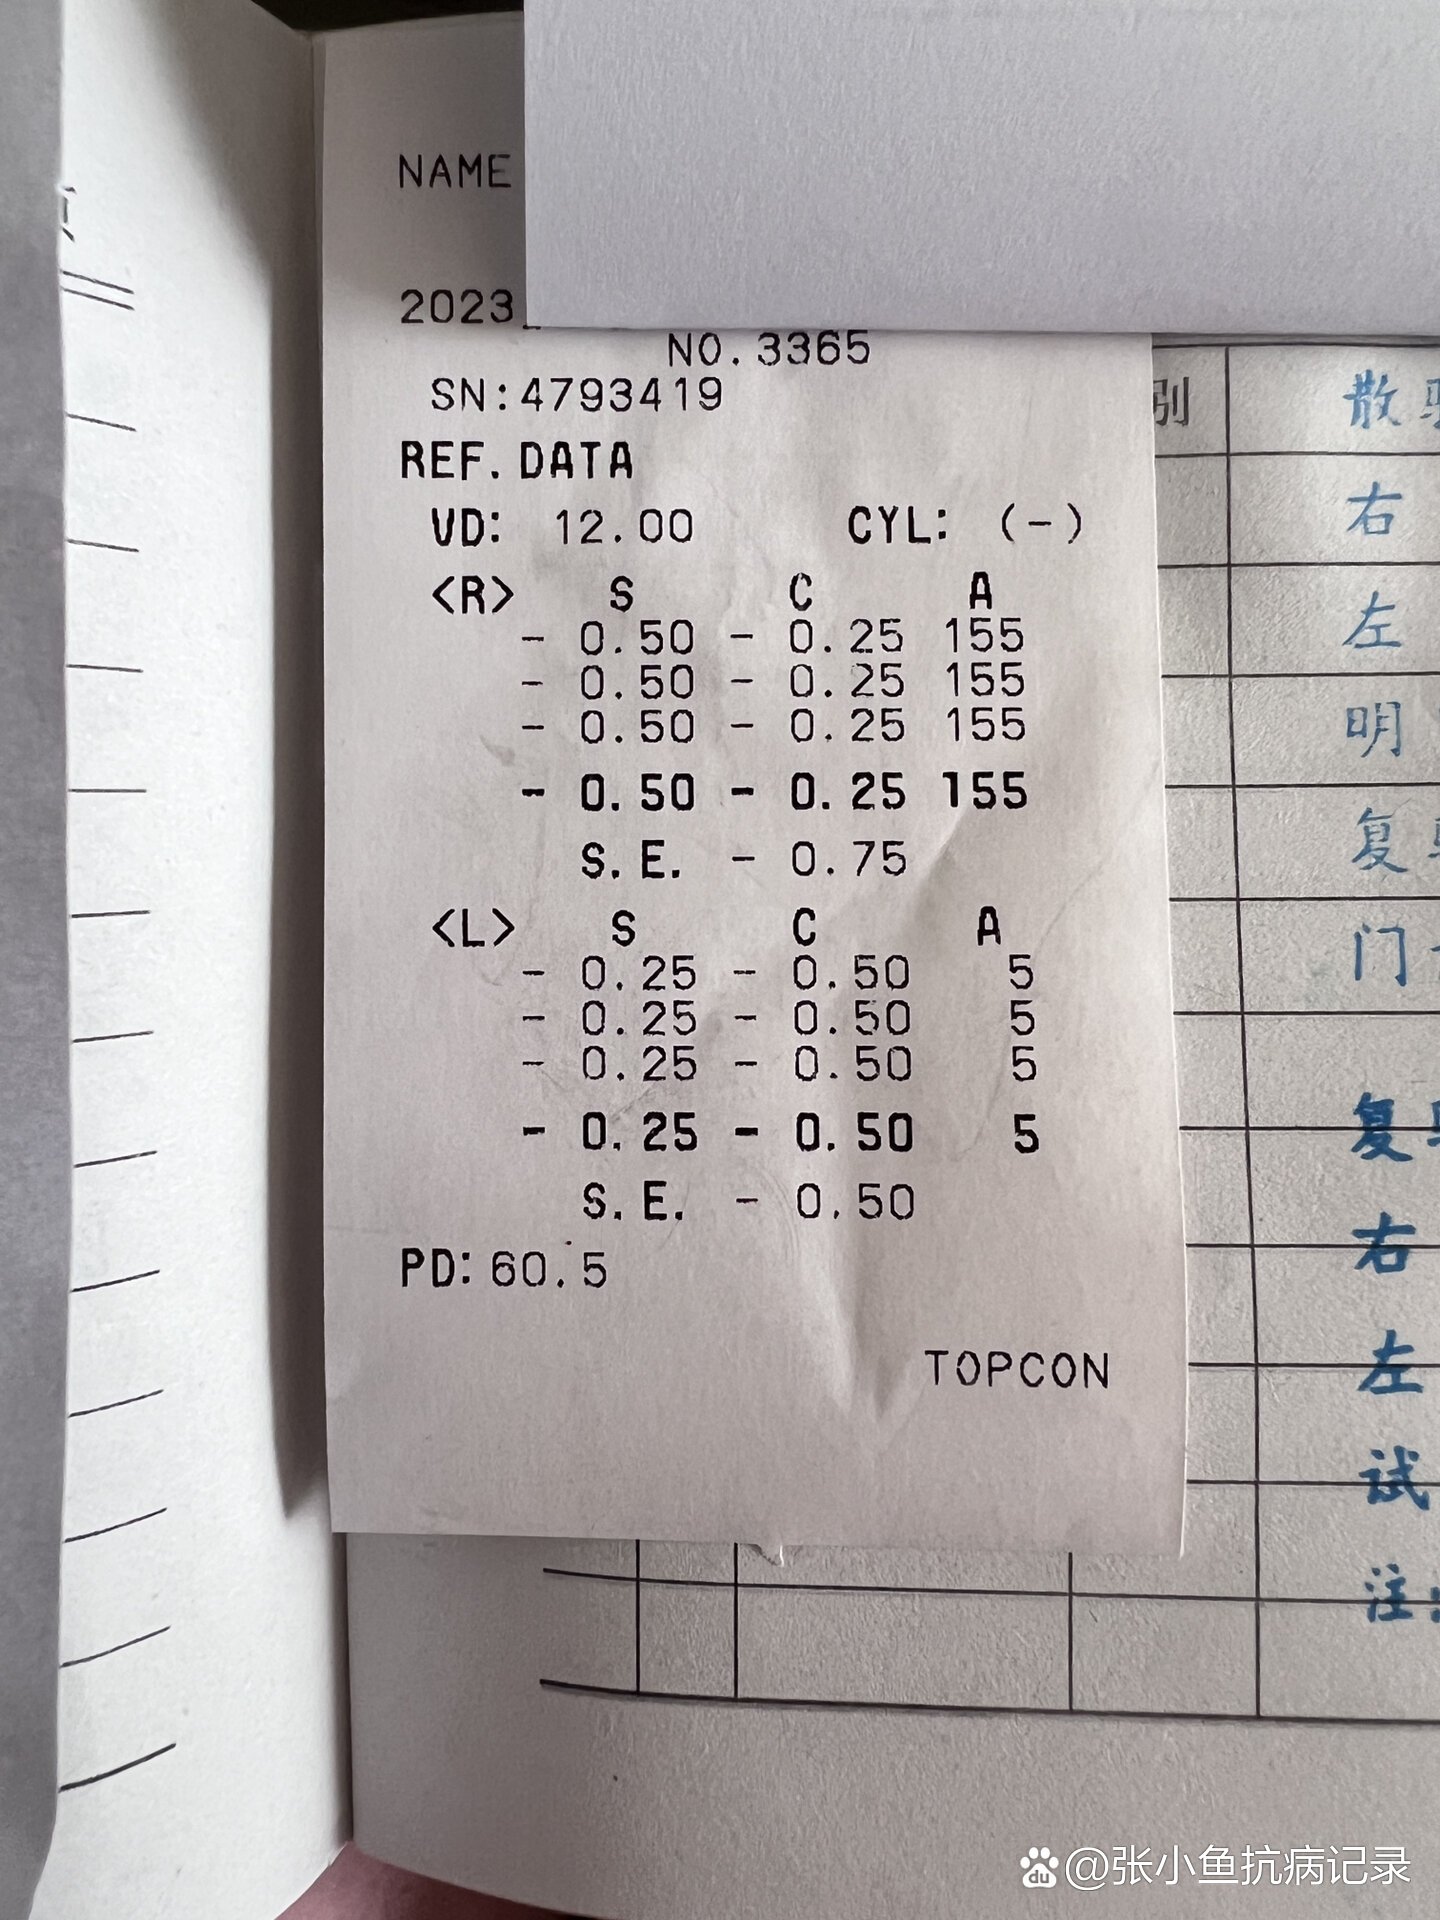 NAME
2023
NO.3365
SN:4793419
REF.DATA
VD: 12.00 CYL: (-)
<R> S C A
- 0.50 - 0.25 155
- 0.50 - 0.25 155
- 0.50 - 0.25 155
- 0.50 - 0.25 155
S.E. - 0.75
<L> S C A
- 0.25 - 0.50 5
- 0.25 - 0.50 5
- 0.25 - 0.50 5
- 0.25 - 0.50 5
S.E. - 0.50
PD:60.5
TOPCON
别
散
右
左
明
复
门
复
右
左
试
注:
du @张小鱼抗病记录